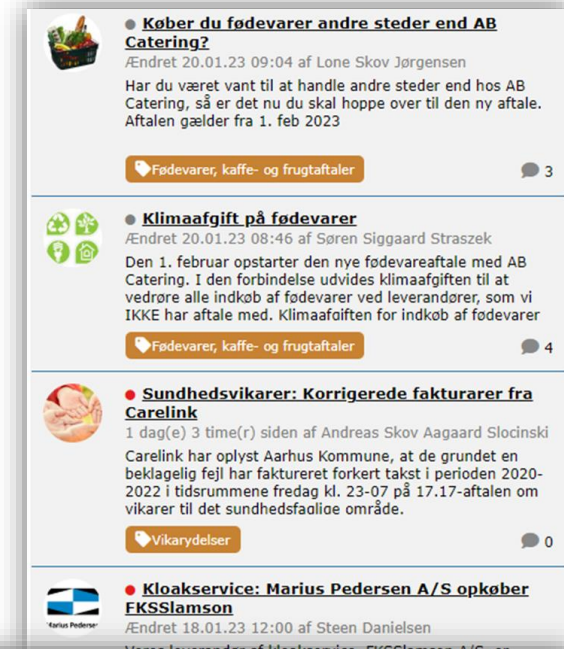 Køber du fødevarer andre steder end AB
Catering?
Ændret 20.01.23 09:04 af Lone Skov Jørgensen
Har du været vant til at handle andre steder end hos AB
Catering, så er det nu du skal hoppe over til den ny aftale.
Aftalen gælder fra 1. feb 2023
Fødevarer, kaffe- og frugtaftaler
3
Klimaafgift på fødevarer
Ændret 20.01.23 08:46 af Søren Siggaard Straszek
Den 1. februar opstarter den nye fødevareaftale med AB
Catering. I den forbindelse udvides klimaafgiften til at
vedrøre alle indkøb af fødevarer ved leverandører, som vi
IKKE har aftale med. Klimaafgiften for indkøb af fødevarer
Fødevarer, kaffe- og frugtaftaler
4
Sundhedsvikarer: Korrigerede fakturarer fra
Carelink
1 dag(e) 3 time(r) siden af Andreas Skov Aagaard Slocinski
Carelink har oplyst Aarhus Kommune, at de grundet en
beklagelig fejl har faktureret forkert takst i perioden 2020-
2022 i tidsrummene fredag kl. 23-07 på 17.17-aftalen om
vikarer til det sundhedsfaglige område.
Vikarydelser
0
Marius Pedersen
Kloakservice: Marius Pedersen A/S opkøber
FKSSlamson
Ændret 18.01.23 12:00 af Steen Danielsen